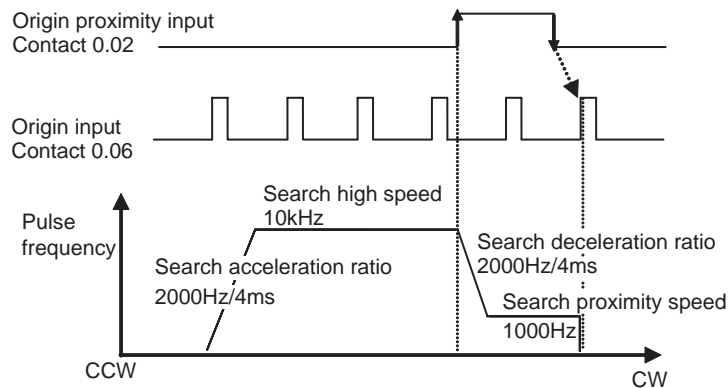 Origin proximity input
Contact 0.02
Origin input
Contact 0.06
Search high speed
10kHz
Pulse
frequency
Search deceleration ratio
2000Hz/4ms
Search acceleration ratio
2000Hz/4ms
Search proximity speed
1000Hz
CCW
CW